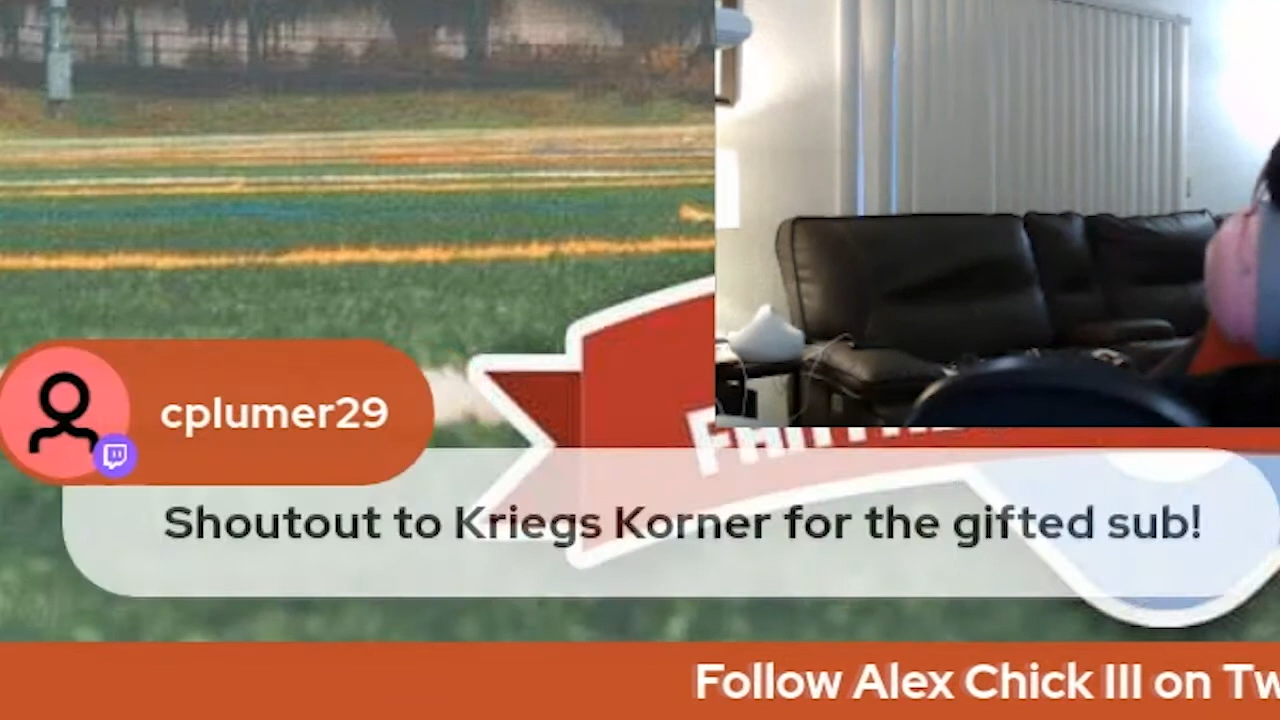 cplumer29
Shoutout to Kriegs Korner for the gifted sub!
Follow Alex Chick III on Tw